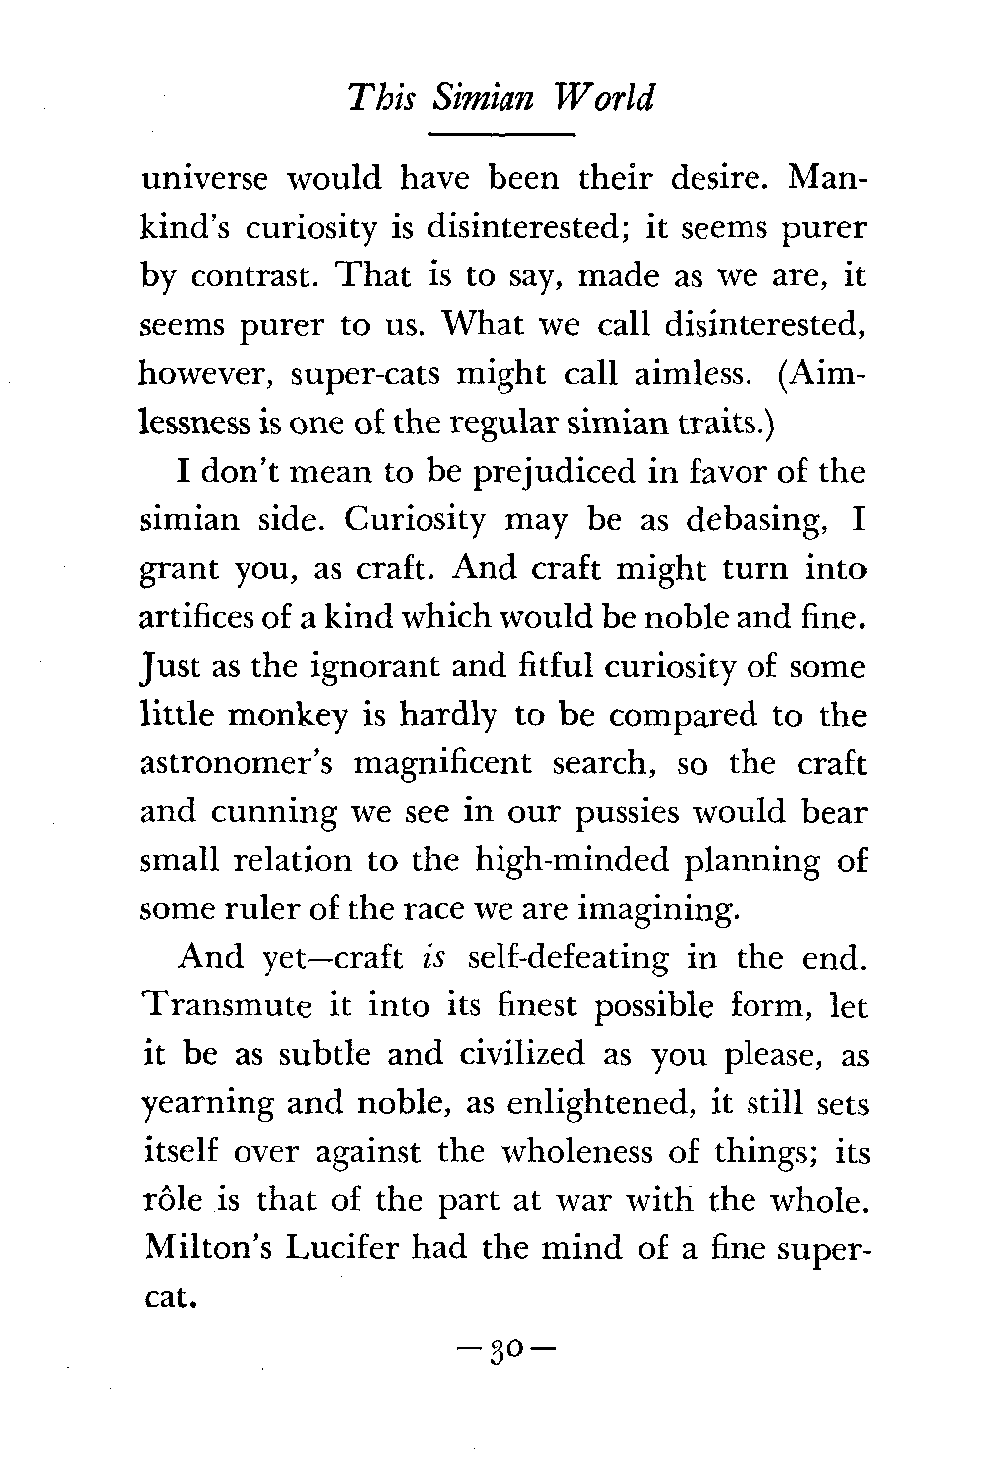 This Simian World
universe would have been their desire. Man-
kind's curiosity is disinterested; it seems purer
by contrast. That is to say, made as we are, it
seems purer to us. What we call disinterested,
however, super-cats might call aimless. (Aim-
lessness is one of the regular simian traits.)
I don't mean to be prejudiced in favor of the
simian side. Curiosity may be as debasing, I
grant you, as craft. And craft might turn into
artifices of a kind which would be noble and fine.
Just as the ignorant and fitful curiosity of some
little monkey is hardly to be compared to the
astronomer's magnificent search, so the craft
and cunning we see in our pussies would bear
small relation to the high-minded planning of
some ruler of the race we are imagining.
And yet—craft is self-defeating in the end.
Transmute it into its finest possible form, let
it be as subtle and civilized as you please, as
yearning and noble, as enlightened, it still sets
itself over against the wholeness of things; its
rôle is that of the part at war with the whole.
Milton's Lucifer had the mind of a fine super-
cat.
— 30 —